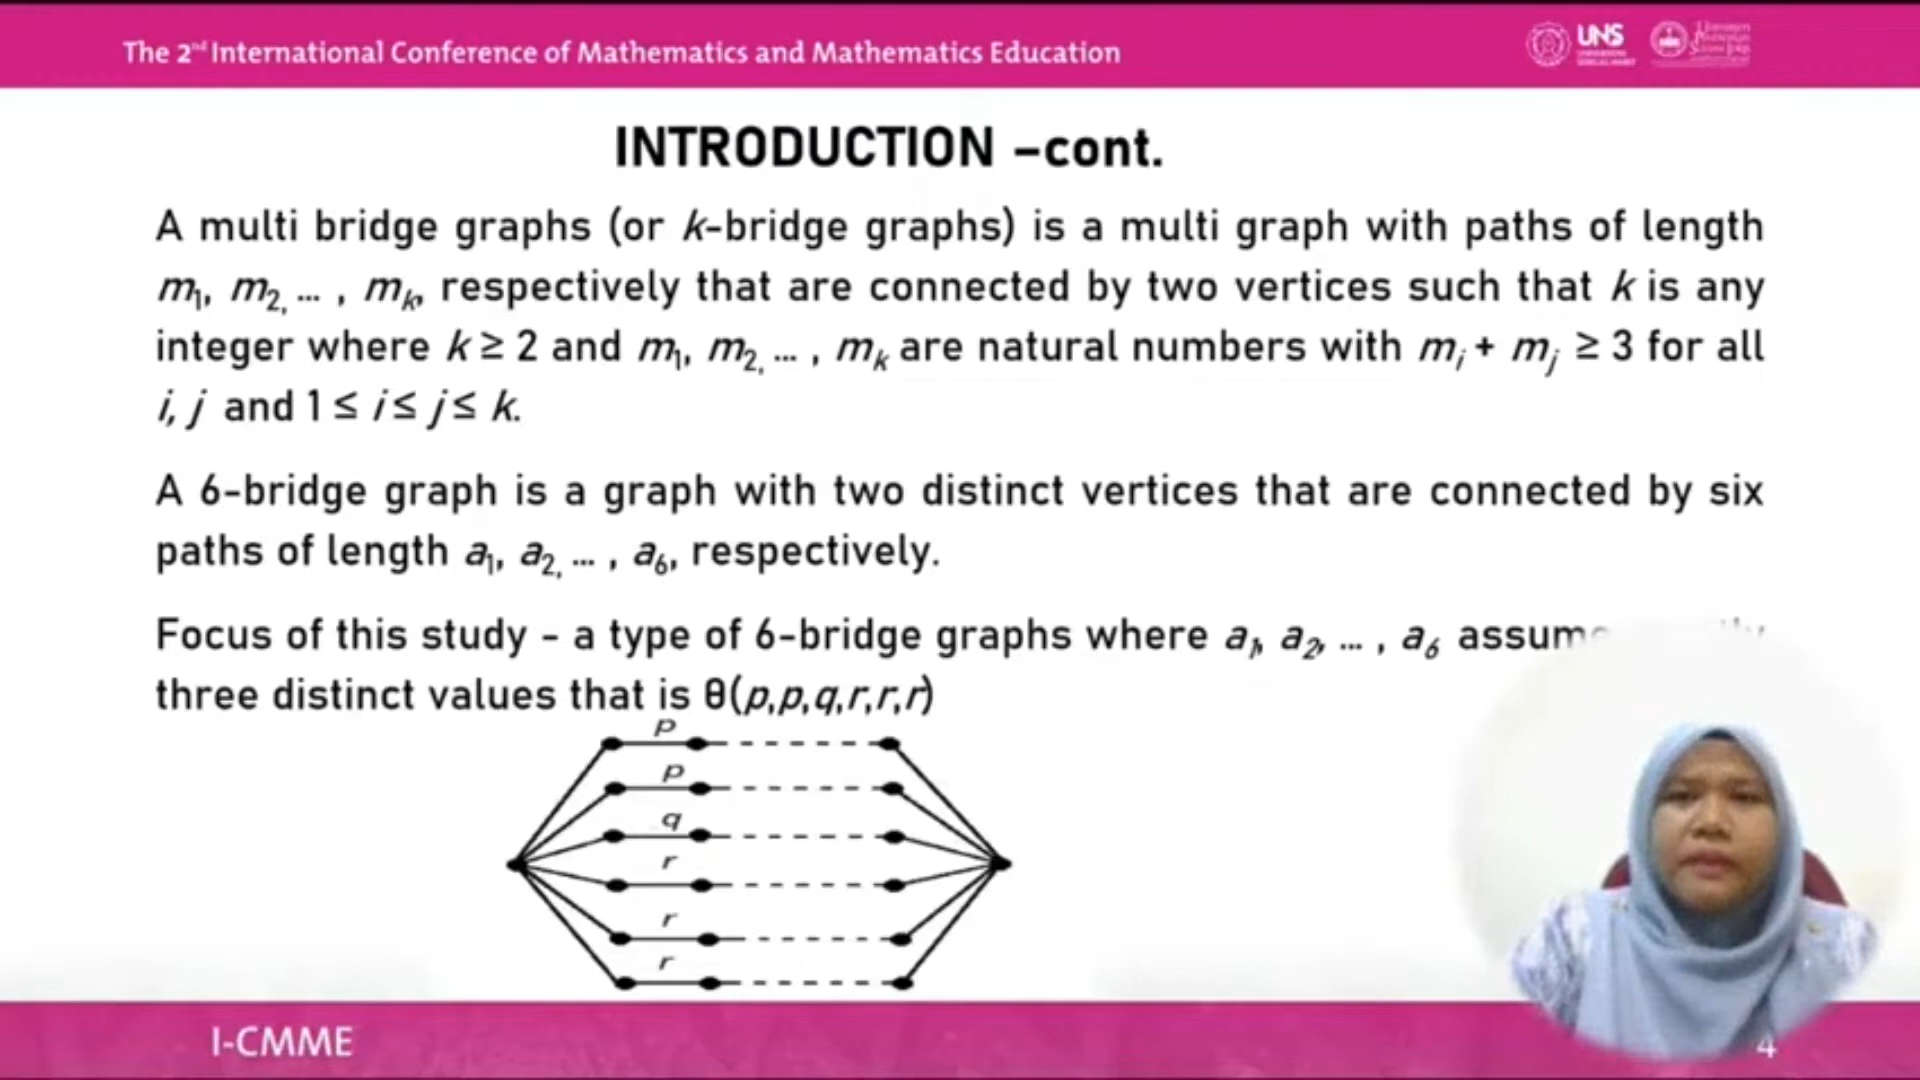 The 2nd International Conference of Mathematics and Mathematics Education
UNS
INTRODUCTION –cont.
A multi bridge graphs (or k-bridge graphs) is a multi graph with paths of length
m1, m2, ... , mk, respectively that are connected by two vertices such that k is any
integer where k ≥ 2 and m1, m2, ... , mk are natural numbers with mi + mj ≥ 3 for all
i, j and 1 ≤ i ≤ j ≤ k.
A 6-bridge graph is a graph with two distinct vertices that are connected by six
paths of length a1, a2, ... , a6, respectively.
Focus of this study - a type of 6-bridge graphs where a1, a2, ... , a6
three distinct values that is θ(p,p,q,r,r,r)
p
p
q
r
r
r
I-CMME
4